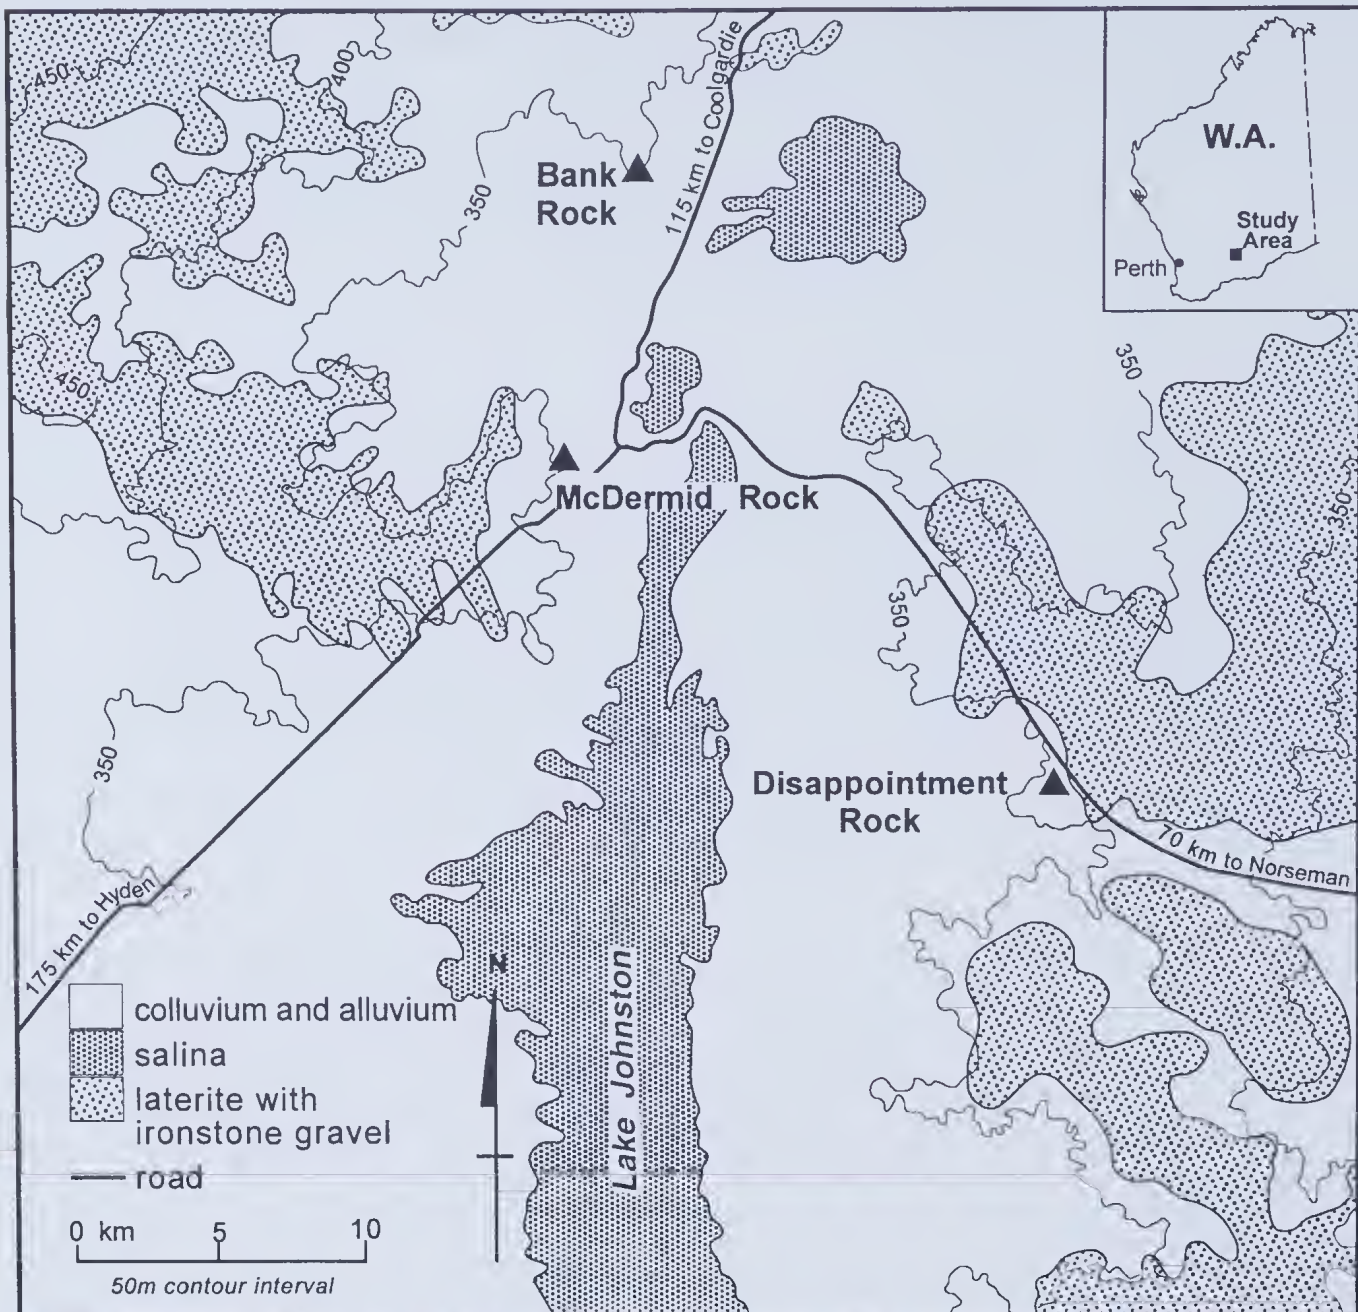 450
400
350
115 km to Coolgardie
Bank
Rock
W.A.
Study
Area
Perth
450
350
350
McDermid Rock
350
350
Disappointment
Rock
70 km to Norseman
175 km to Hyden
N
Lake Johnston
colluvium and alluvium
salina
laterite with
ironstone gravel
road
0 km 5 10
50m contour interval